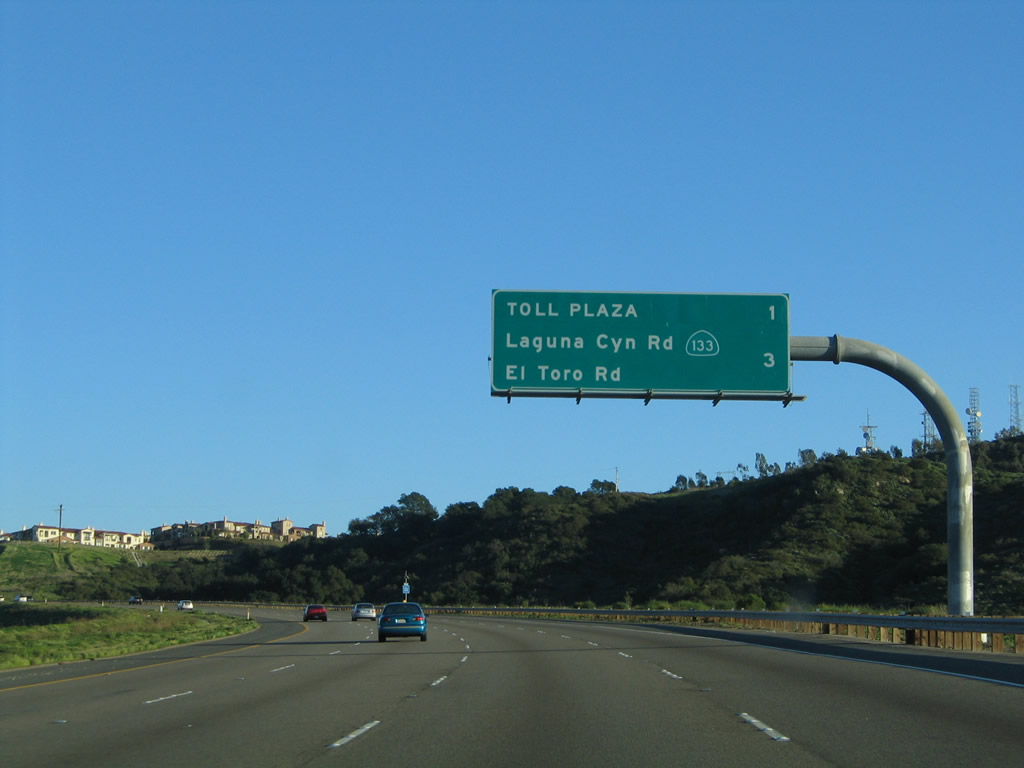 TOLL PLAZA 1
Laguna Cyn Rd 133
3
El Toro Rd